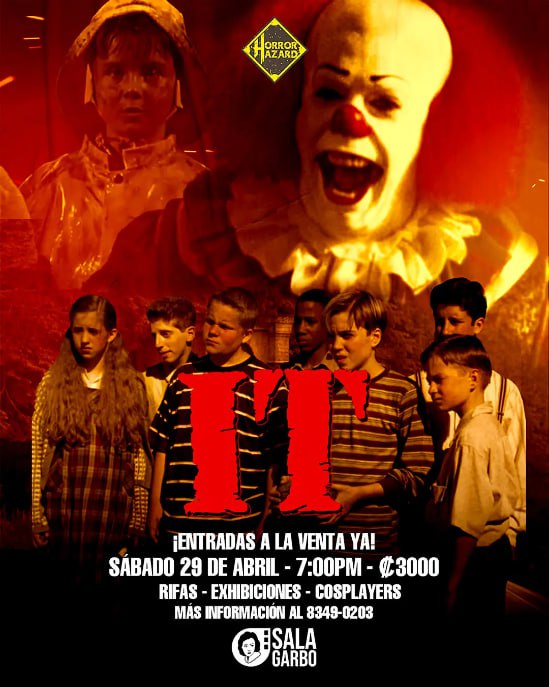 HORROR
HAZARD
IT
¡ENTRADAS A LA VENTA YA!
SÁBADO 29 DE ABRIL - 7:00PM - ₡3000
RIFAS - EXHIBICIONES - COSPLAYERS
MÁS INFORMACIÓN AL 8349-0203
SALA
GARBO